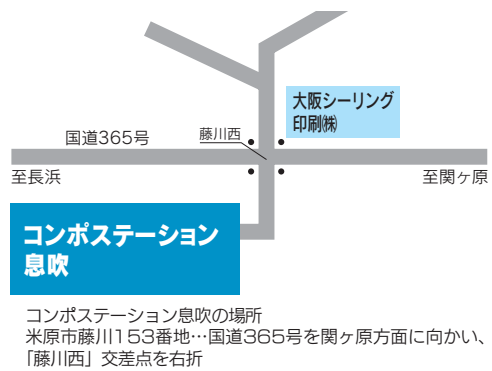 大阪シーリング
印刷㈱
国道365号
藤川西
至長浜
至関ヶ原
コンポステーション
息吹
コンポステーション息吹の場所
米原市藤川153番地…国道365号を関ヶ原方面に向かい、
「藤川西」交差点を右折